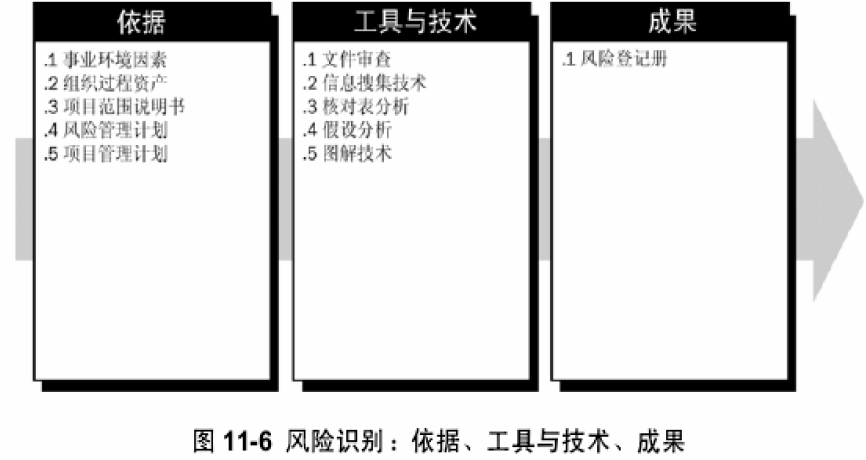 依据
.1 事业环境因素
.2 组织过程资产
.3 项目范围说明书
.4 风险管理计划
.5 项目管理计划
工具与技术
.1 文件审查
.2 信息搜集技术
.3 核对表分析
.4 假设分析
.5 图解技术
成果
.1 风险登记册
图 11-6 风险识别：依据、工具与技术、成果